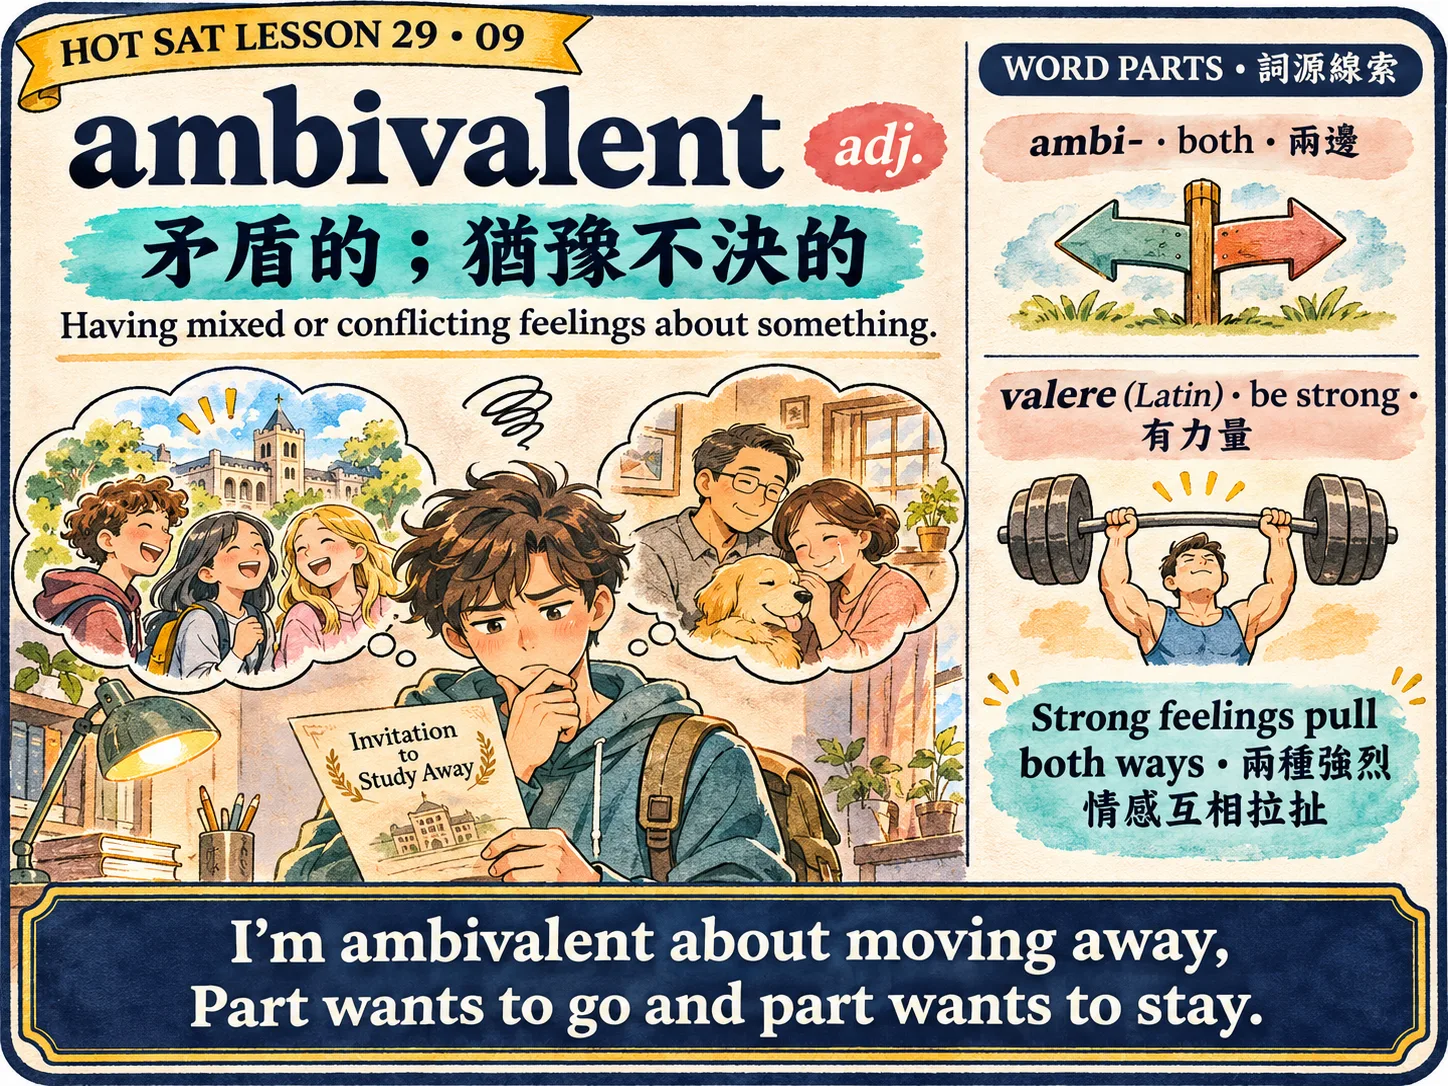 HOT SAT LESSON 29 • 09
ambivalent
adj.
矛盾的；猶豫不決的
Having mixed or conflicting feelings about something.
Invitation
to
Study Away
WORD PARTS • 詞源線索
ambi- · both • 兩邊
valere (Latin) • be strong •
有力量
Strong feelings pull
both ways • 兩種強烈
情感互相拉扯
I'm ambivalent about moving away,
Part wants to go and part wants to stay.